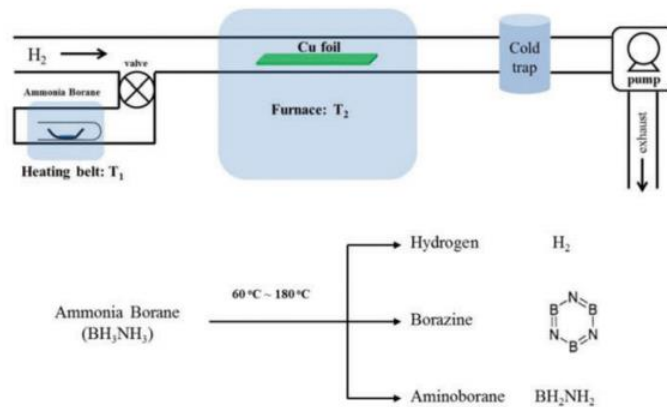 H₂
valve
Cu foil
Cold
trap
pump
Ammonia Borane
Furnace: T₂
exhaust
Heating belt: T₁
Hydrogen H₂
60 °C ~ 180 °C
Ammonia Borane
(BH₃NH₃)
Borazine
N
B B
N N
B
Aminoborane BH₂NH₂